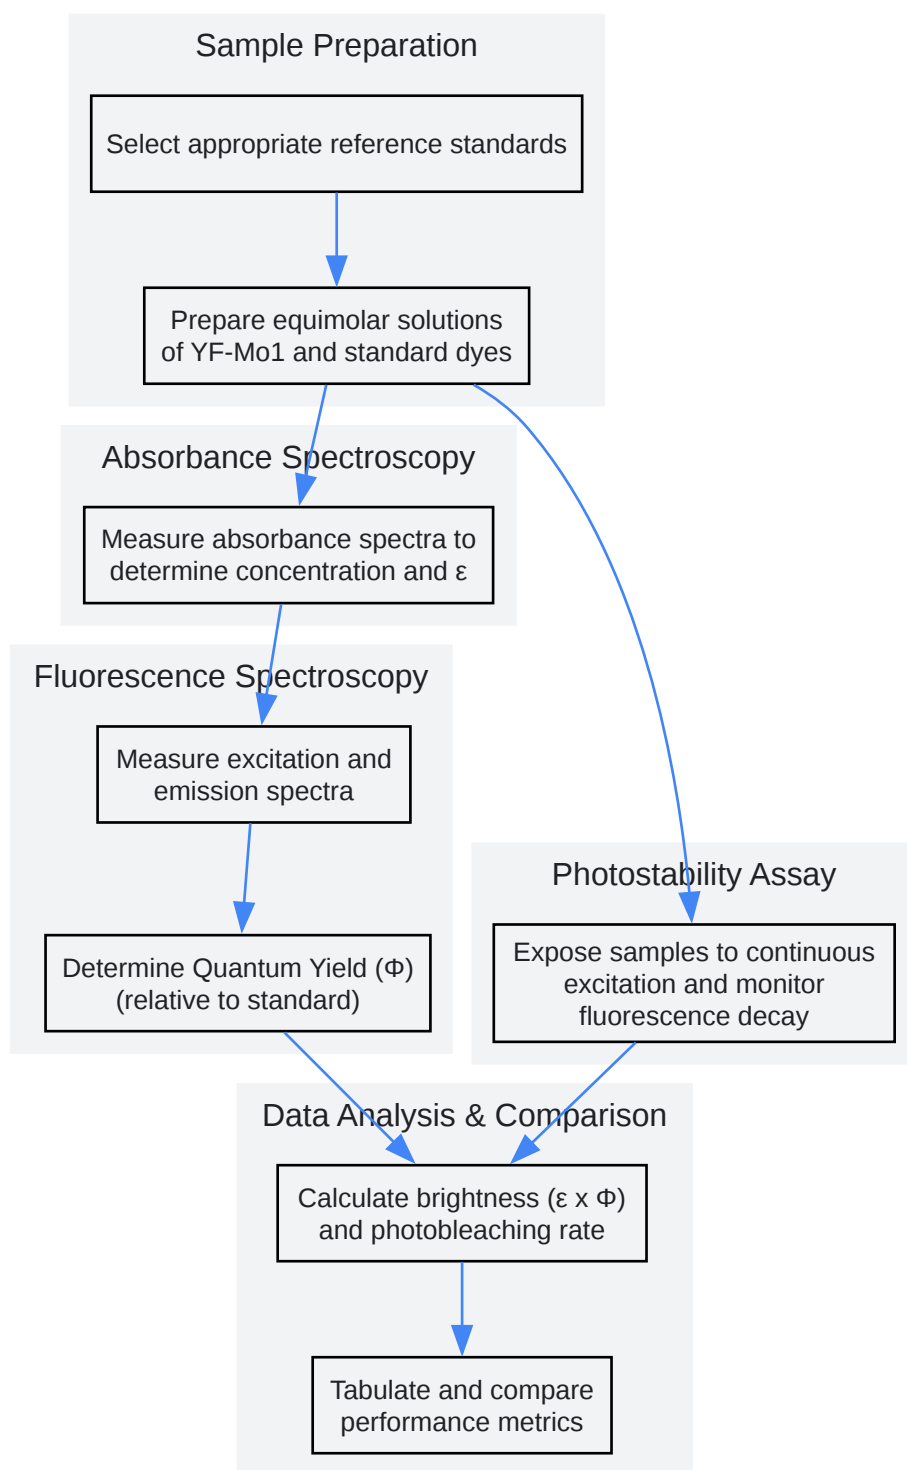 Sample Preparation
Select appropriate reference standards
Prepare equimolar solutions
of YF-Mo1 and standard dyes
Absorbance Spectroscopy
Measure absorbance spectra to
determine concentration and ε
Fluorescence Spectroscopy
Measure excitation and
emission spectra
Determine Quantum Yield (Φ)
(relative to standard)
Photostability Assay
Expose samples to continuous
excitation and monitor
fluorescence decay
Data Analysis & Comparison
Calculate brightness (ε x Φ)
and photobleaching rate
Tabulate and compare
performance metrics